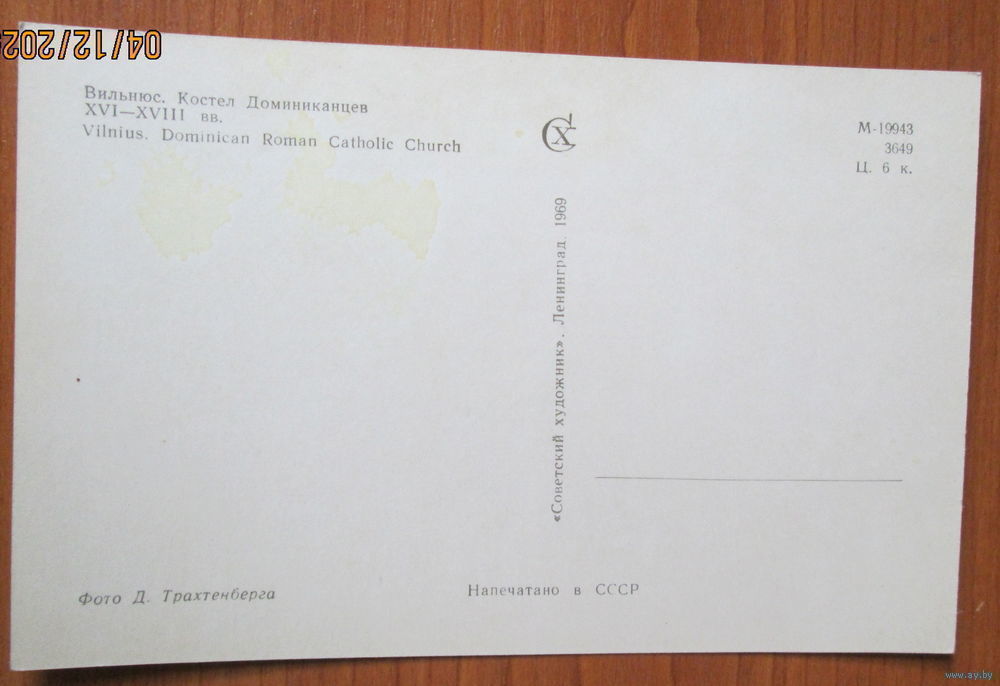 04/12/202
Вильнюс. Костел Доминиканцев
XVI—XVIII вв.
Vilnius. Dominican Roman Catholic Church
СХ
М-19943
3649
Ц. 6 к.
«Советский художник». Ленинград. 1969
Фото Д. Трахтенберга
Напечатано в СССР
www.ay.by